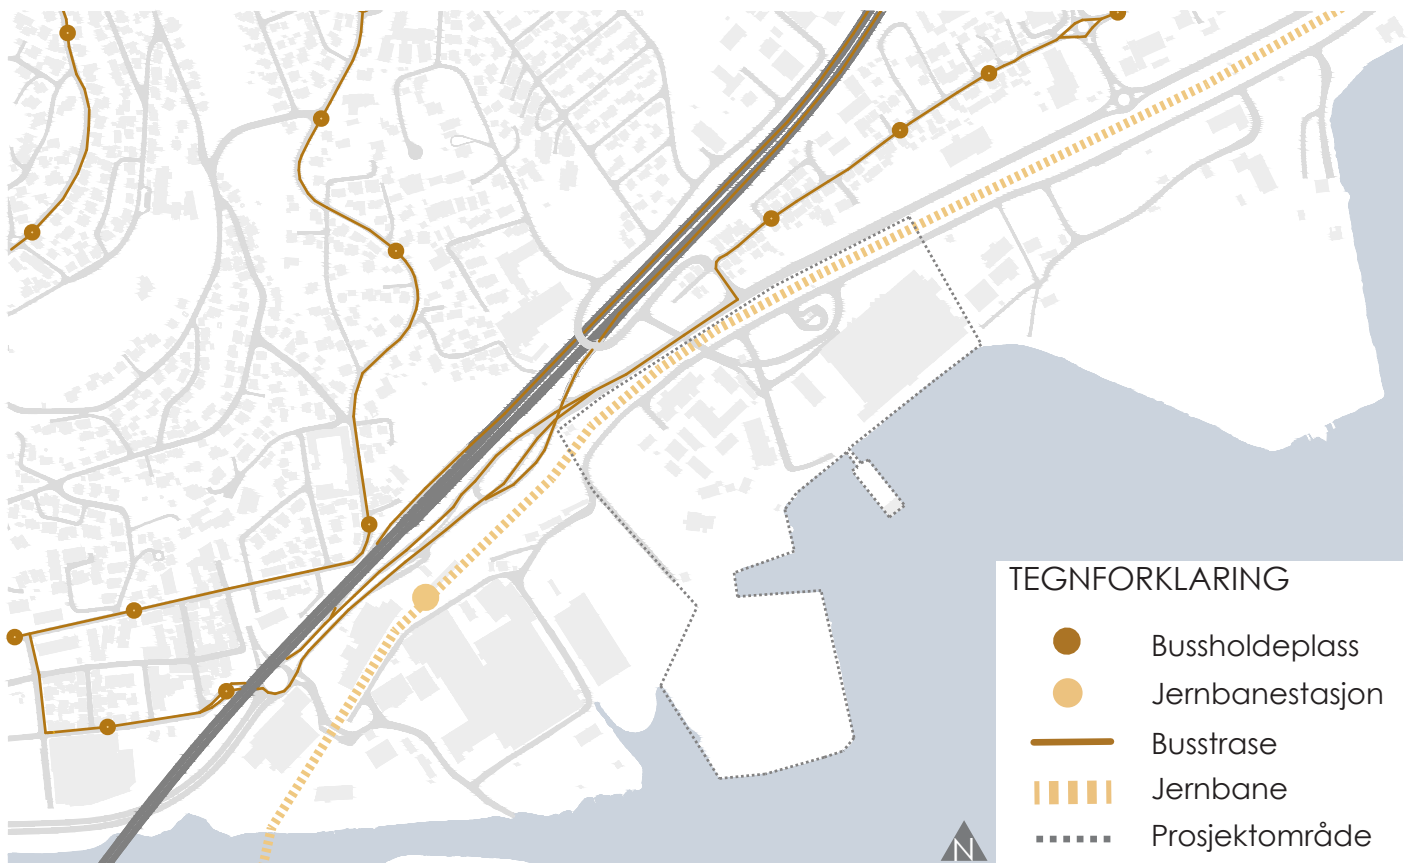 TEGNFORKLARING
Bussholdeplass
Jernbanestasjon
Busstrase
Jernbane
Prosjektområde
N